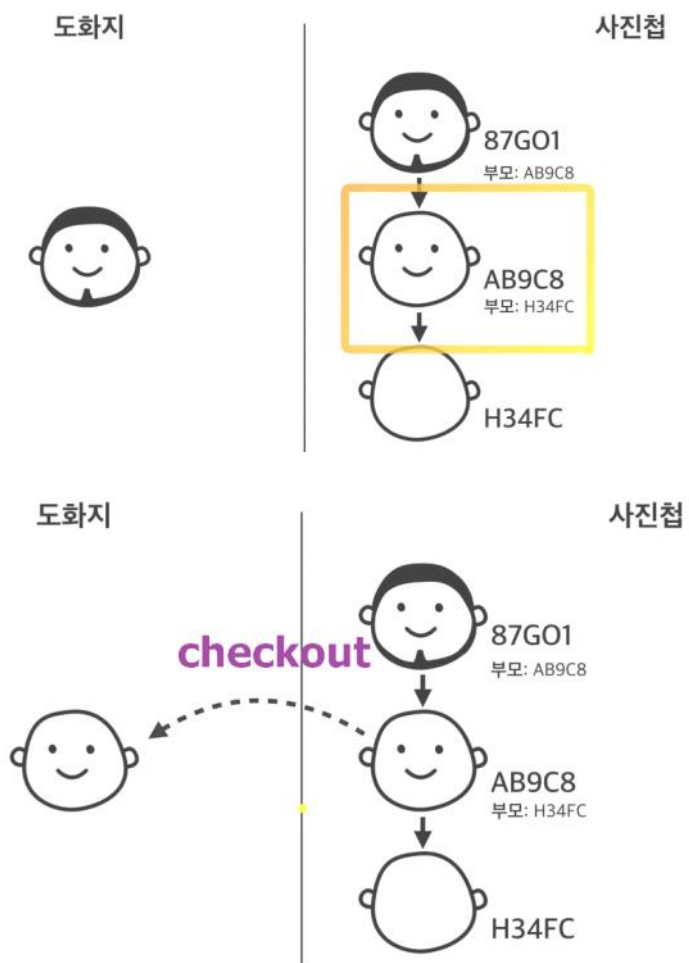 도화지
사진첩
87GO1
부모: AB9C8
AB9C8
부모: H34FC
H34FC
도화지
사진첩
checkout
87GO1
부모: AB9C8
AB9C8
부모: H34FC
H34FC